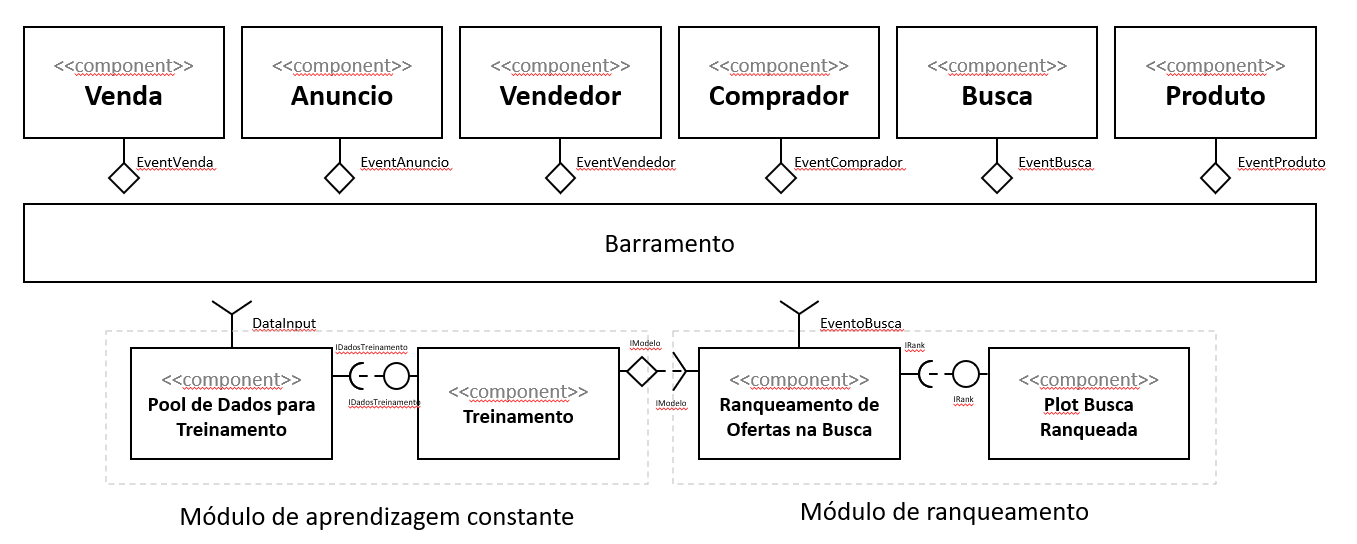 <<component>>
Venda
<<component>>
Anuncio
<<component>>
Vendedor
<<component>>
Comprador
<<component>>
Busca
<<component>>
Produto
EventVenda
EventAnuncio
EventVendedor
EventComprador
EventBusca
EventProduto
Barramento
DataInput
EventoBusca
<<component>>
Pool de Dados para
Treinamento
IDadosTreinamento
IDadosTreinamento
<<component>>
Treinamento
IModelo
IModelo
<<component>>
Ranqueamento de
Ofertas na Busca
IRank
IRank
<<component>>
Plot Busca
Ranqueada
Módulo de aprendizagem constante
Módulo de ranqueamento